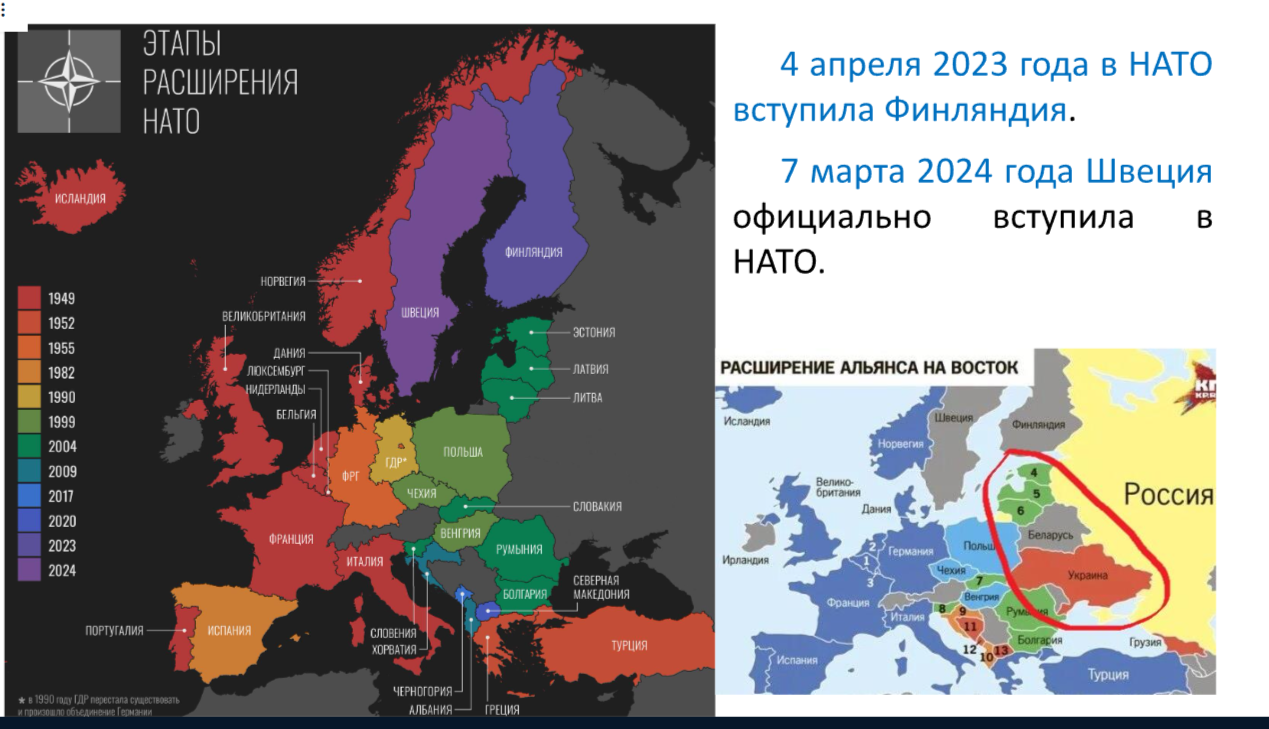 ЭТАПЫ
РАСШИРЕНИЯ
НАТО
ИСЛАНДИЯ
НОРВЕГИЯ
ФИНЛЯНДИЯ
ШВЕЦИЯ
ВЕЛИКОБРИТАНИЯ
ЭСТОНИЯ
ДАНИЯ
ЛЮКСЕМБУРГ
ЛАТВИЯ
НИДЕРЛАНДЫ
ЛИТВА
БЕЛЬГИЯ
1949
1952
1955
1982
1990
1999
2004
2009
2017
2020
2023
2024
ПОЛЬША
ГДР*
ФРГ
ЧЕХИЯ
СЛОВАКИЯ
ФРАНЦИЯ
ВЕНГРИЯ
РУМЫНИЯ
ИТАЛИЯ
СЕВЕРНАЯ
МАКЕДОНИЯ
БОЛГАРИЯ
ПОРТУГАЛИЯ
ИСПАНИЯ
СЛОВЕНИЯ
ХОРВАТИЯ
ТУРЦИЯ
ЧЕРНОГОРИЯ
АЛБАНИЯ
ГРЕЦИЯ
* в 1990 году ГДР перестала существовать
и произошло объединение Германии
4 апреля 2023 года в НАТО
вступила Финляндия.
7 марта 2024 года Швеция
официально вступила в
НАТО.
РАСШИРЕНИЕ АЛЬЯНСА НА ВОСТОК
Исландия
Швеция
Финляндия
Норвегия
4
5
6
Россия
Велико-
британия
Дания
Беларусь
Ирландия
2
1
3
Германия
Польш
Чехия
7
Украина
Франция
Венгрия
8
9
Румыния
Италия
11
Болгария
Грузия
12
10
13
Испания
Турция